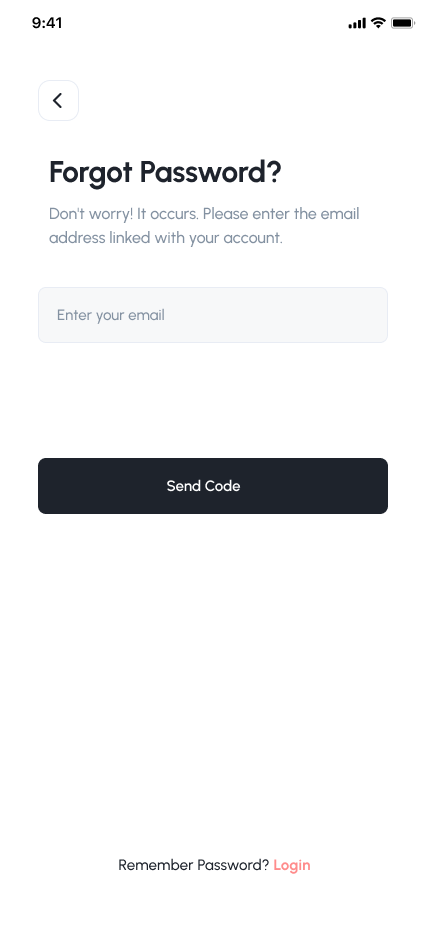 9:41
Forgot Password?
Don't worry! It occurs. Please enter the email
address linked with your account.
Enter your email
Send Code
Remember Password? Login